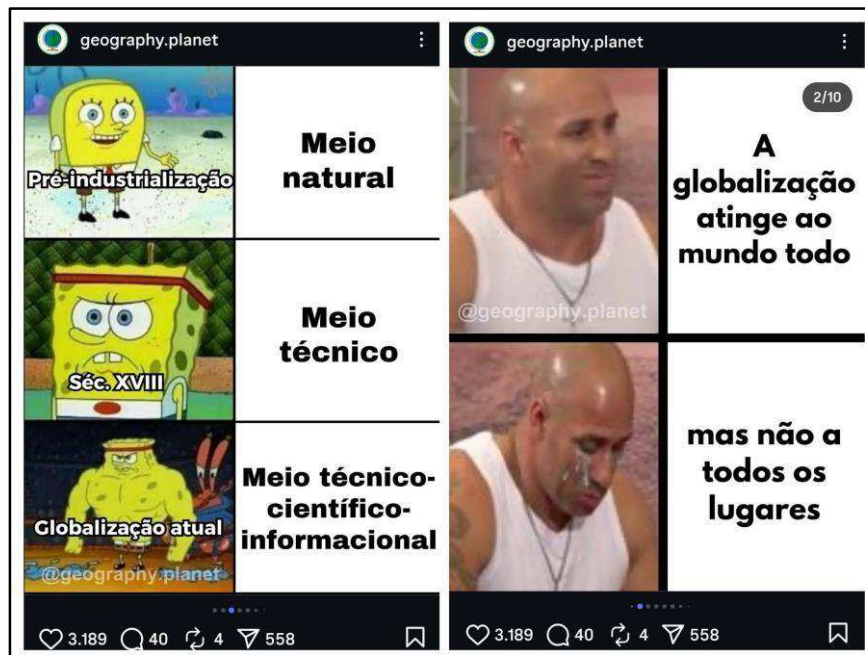 geography.planet
Pré-industrialização
Meio
natural
Séc. XVIII
Meio
técnico
Globalização atual
Meio técnico-
científico-
informacional
@geography.planet
3.189 40 4 558
geography.planet
2/10
A
globalização
atinge ao
mundo todo
@geography.planet
mas não a
todos os
lugares
3.189 40 4 558